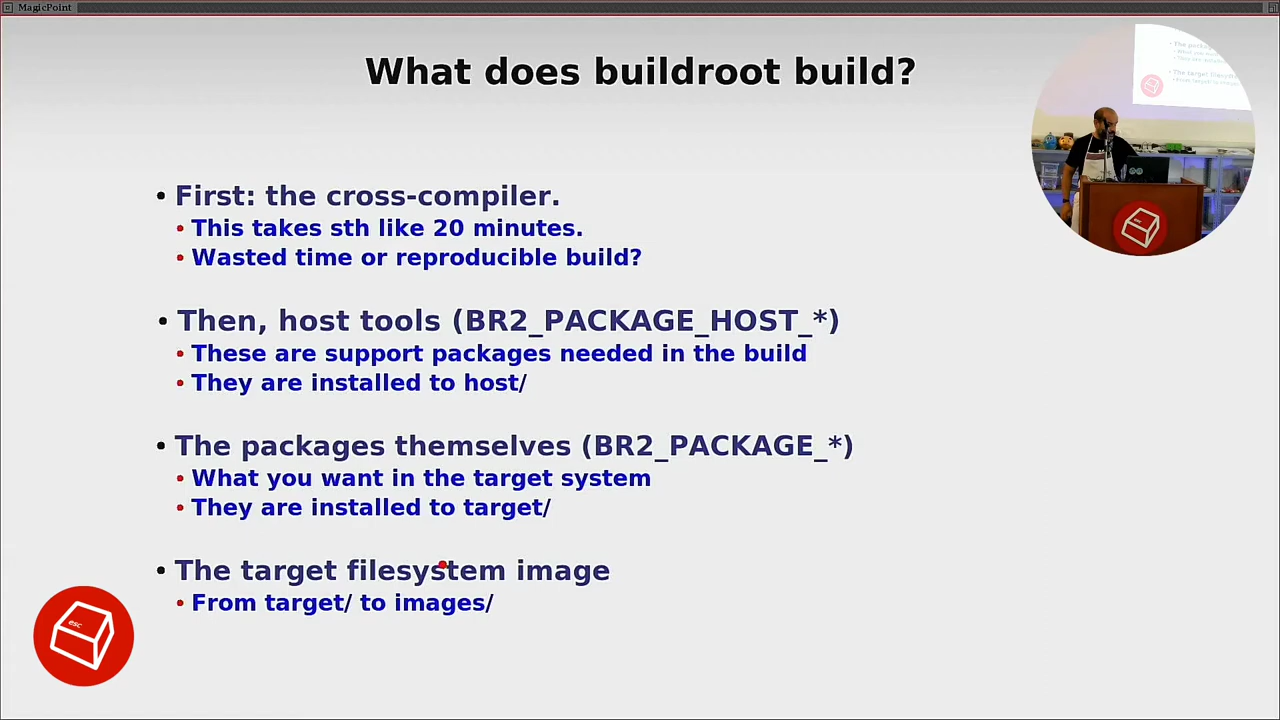 MagicPoint
What does buildroot build?
• First: the cross-compiler.
• This takes sth like 20 minutes.
• Wasted time or reproducible build?
• Then, host tools (BR2_PACKAGE_HOST_*)
• These are support packages needed in the build
• They are installed to host/
• The packages themselves (BR2_PACKAGE_*)
• What you want in the target system
• They are installed to target/
• The target filesystem image
• From target/ to images/
esc
esc